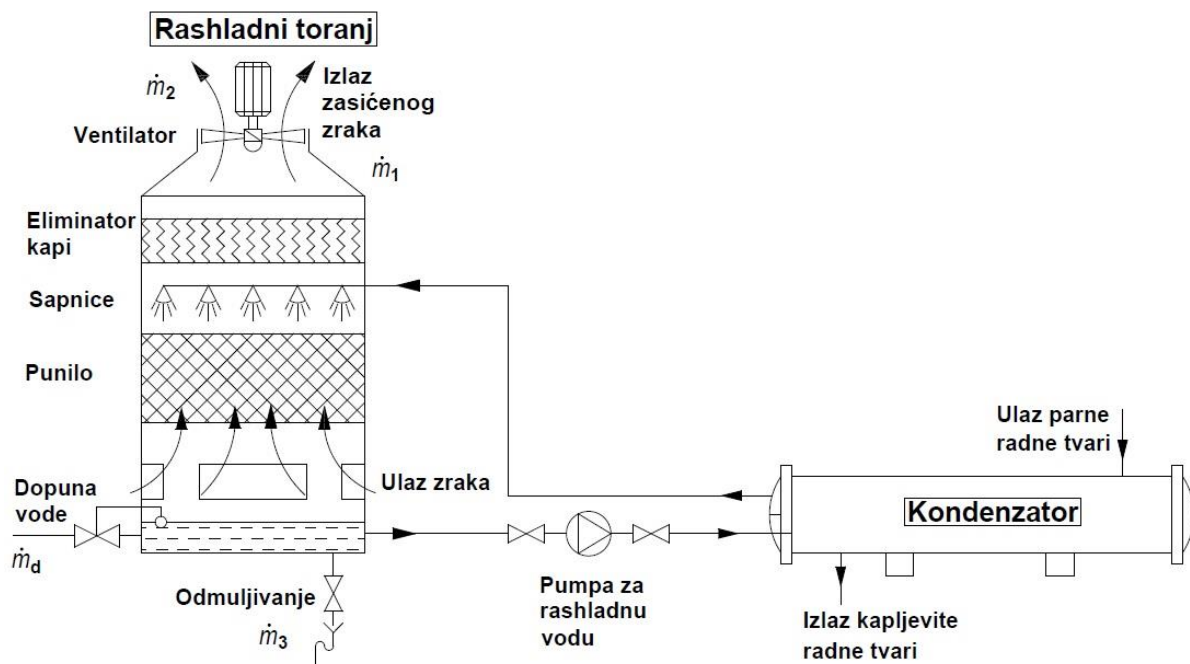 Rashladni toranj
ṁ2
Izlaz
zasićenog
zraka
Ventilator
ṁ1
Eliminator
kapi
Sapnice
Punilo
Ulaz parne
radne tvari
Dopuna
vode
Ulaz zraka
Kondenzator
ṁd
Odmuljivanje
Pumpa za
rashladnu
vodu
ṁ3
Izlaz kapljevite
radne tvari